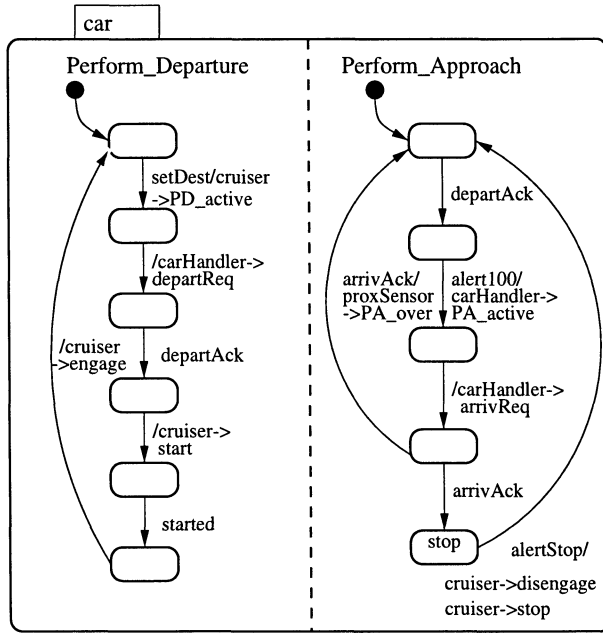 car
Perform_Departure
setDest/cruiser
->PD_active
/carHandler->
departReq
/cruiser
->engage
departAck
/cruiser->
start
started
Perform_Approach
departAck
arrivAck/
proxSensor
->PA_over
alert100/
carHandler->
PA_active
/carHandler->
arrivReq
arrivAck
stop
alertStop/
cruiser->disengage
cruiser->stop